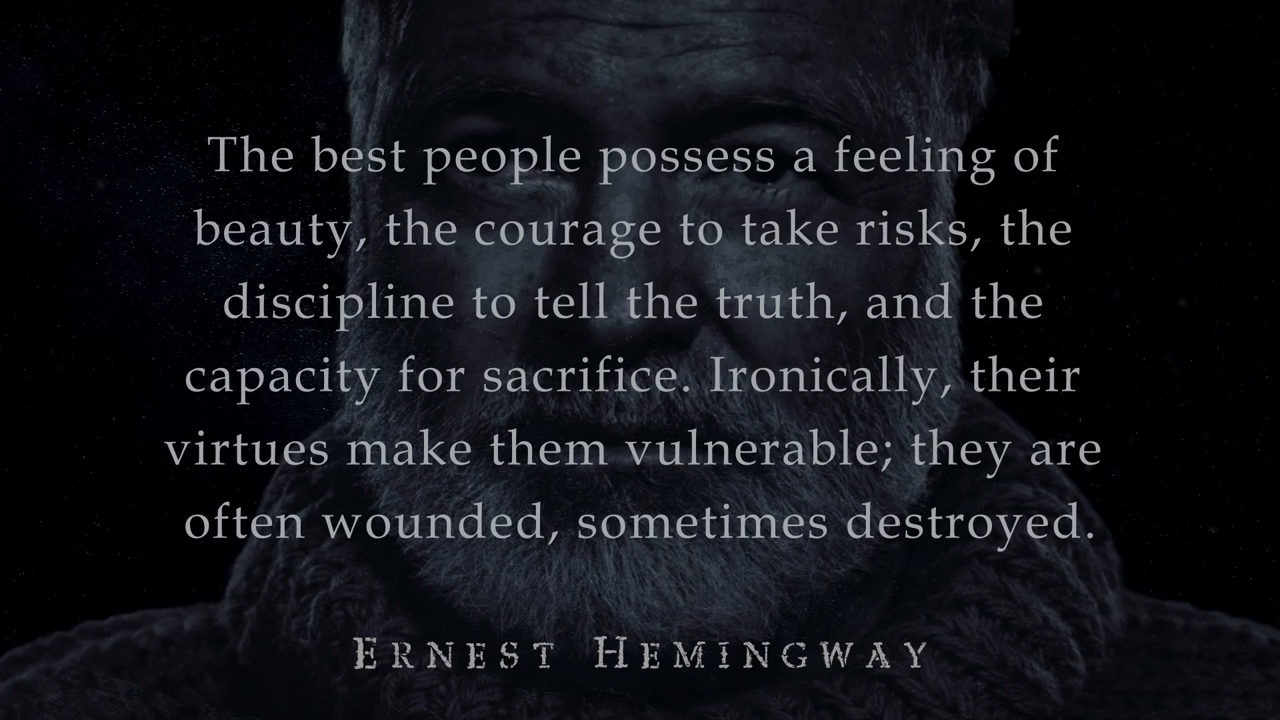 The best people possess a feeling of
beauty, the courage to take risks, the
discipline to tell the truth, and the
capacity for sacrifice. Ironically, their
virtues make them vulnerable; they are
often wounded, sometimes destroyed.
ERNEST HEMINGWAY